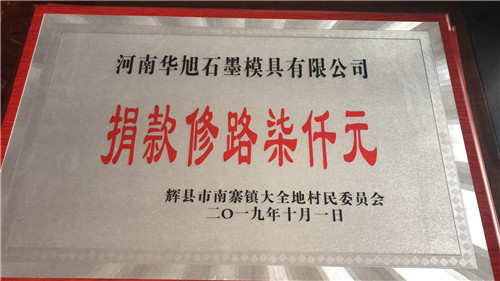 河南华旭石墨模具有限公司
捐款修路柒仟元
辉县市南寨镇大全地村民委员会
二〇一九年十月一日